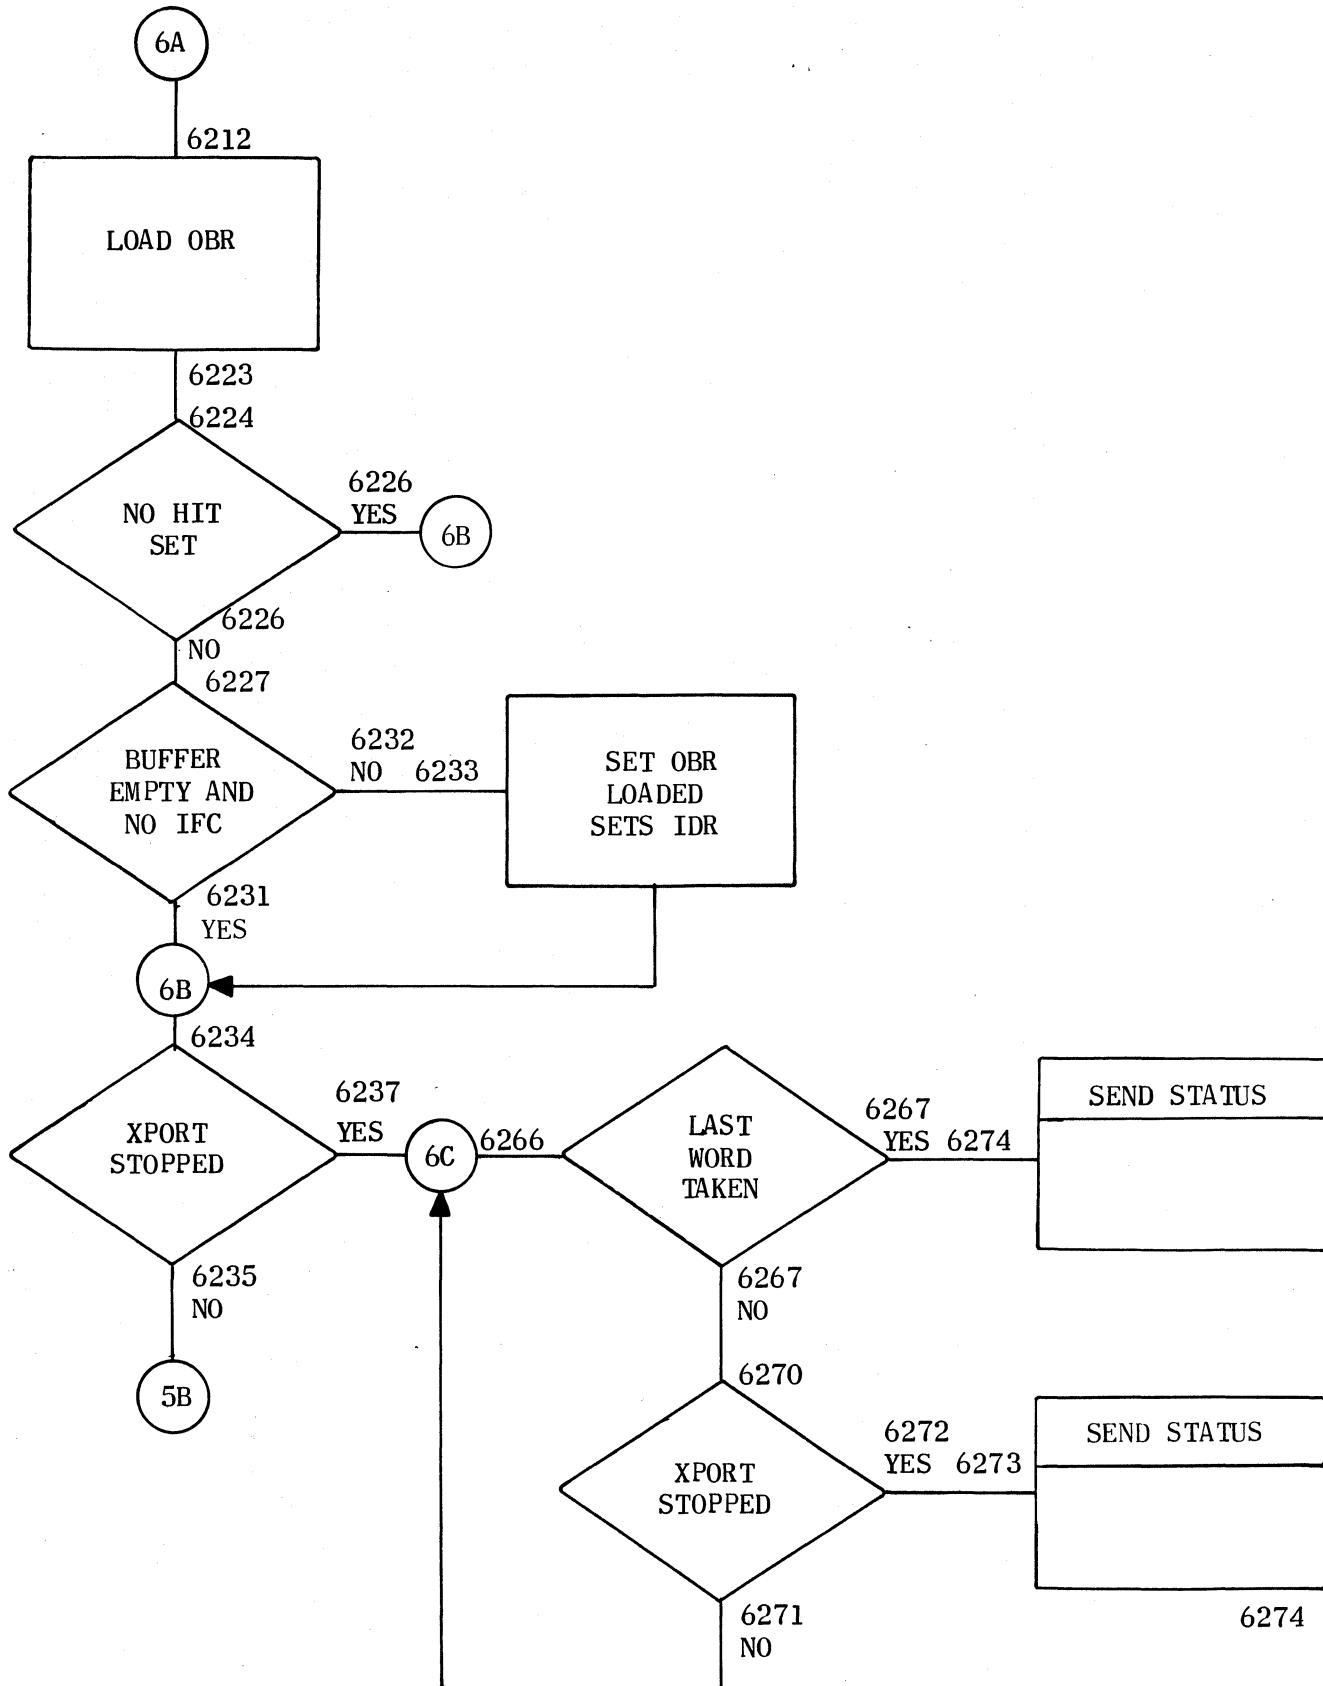 6A
6212
LOAD OBR
6223
6224
NO HIT
SET
6226
YES
6B
6226
NO
6227
BUFFER
EMPTY AND
NO IFC
6232
NO 6233
SET OBR
LOADED
SETS IDR
6231
YES
6B
6234
XPORT
STOPPED
6237
YES
6C
6266
LAST
WORD
TAKEN
6267
YES 6274
SEND STATUS
6235
NO
5B
6267
NO
6270
XPORT
STOPPED
6272
YES 6273
SEND STATUS
6274
6271
NO